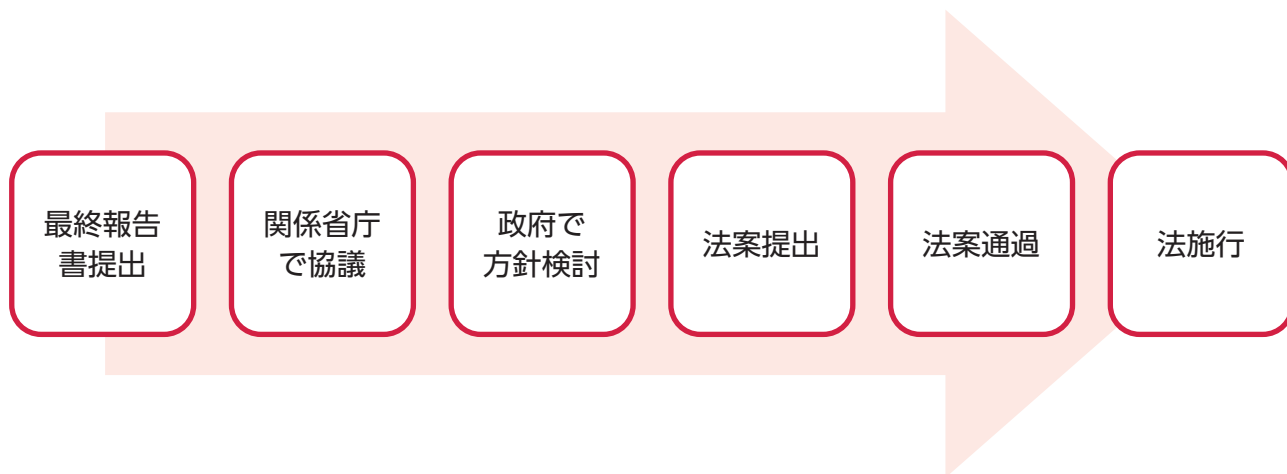 最終報告
書提出
関係省庁
で協議
政府で
方針検討
法案提出
法案通過
法施行